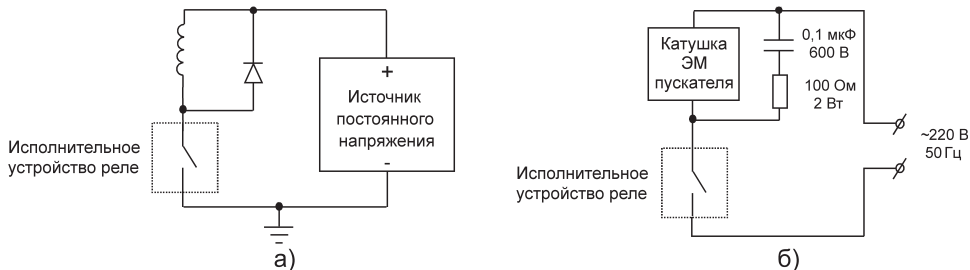 +
Источник
постоянного
напряжения
-
Исполнительное
устройство реле
а)
Катушка
ЭМ
пускателя
0,1 мкФ
600 В
100 Ом
2 Вт
~220 В
50 Гц
Исполнительное
устройство реле
б)